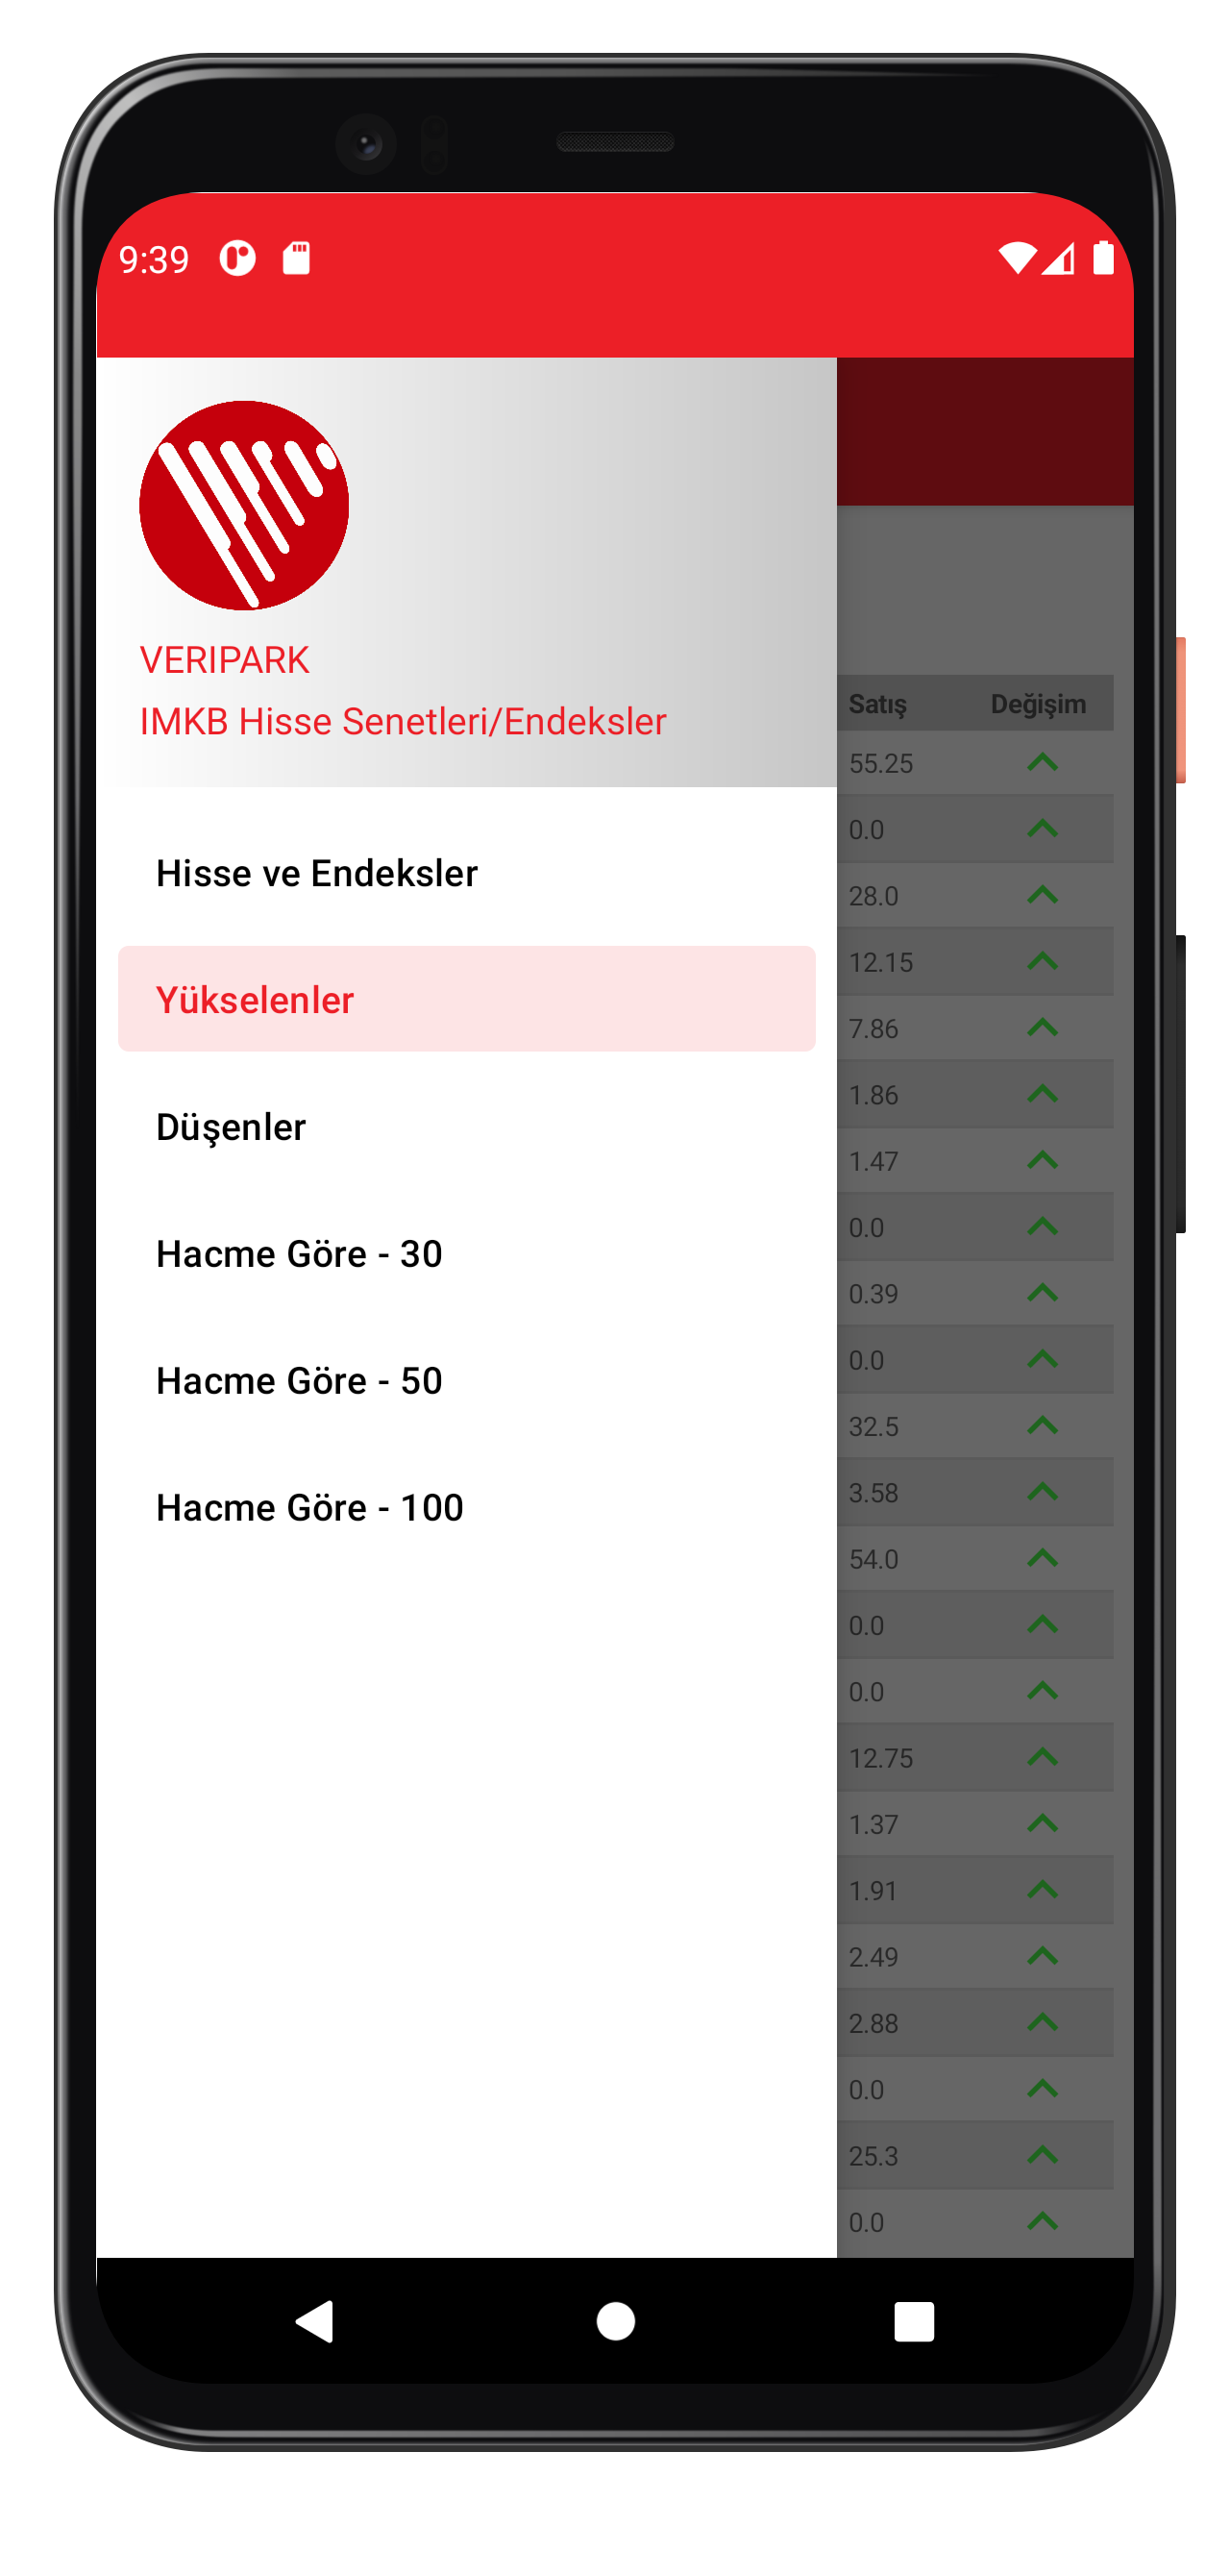 9:39
VERIPARK
IMKB Hisse Senetleri/Endeksler
Hisse ve Endeksler
Yükselenler
Düşenler
Hacme Göre - 30
Hacme Göre - 50
Hacme Göre - 100
Satış Değişim
55.25
0.0
28.0
12.15
7.86
1.86
1.47
0.0
0.39
0.0
32.5
3.58
54.0
0.0
0.0
12.75
1.37
1.91
2.49
2.88
0.0
25.3
0.0